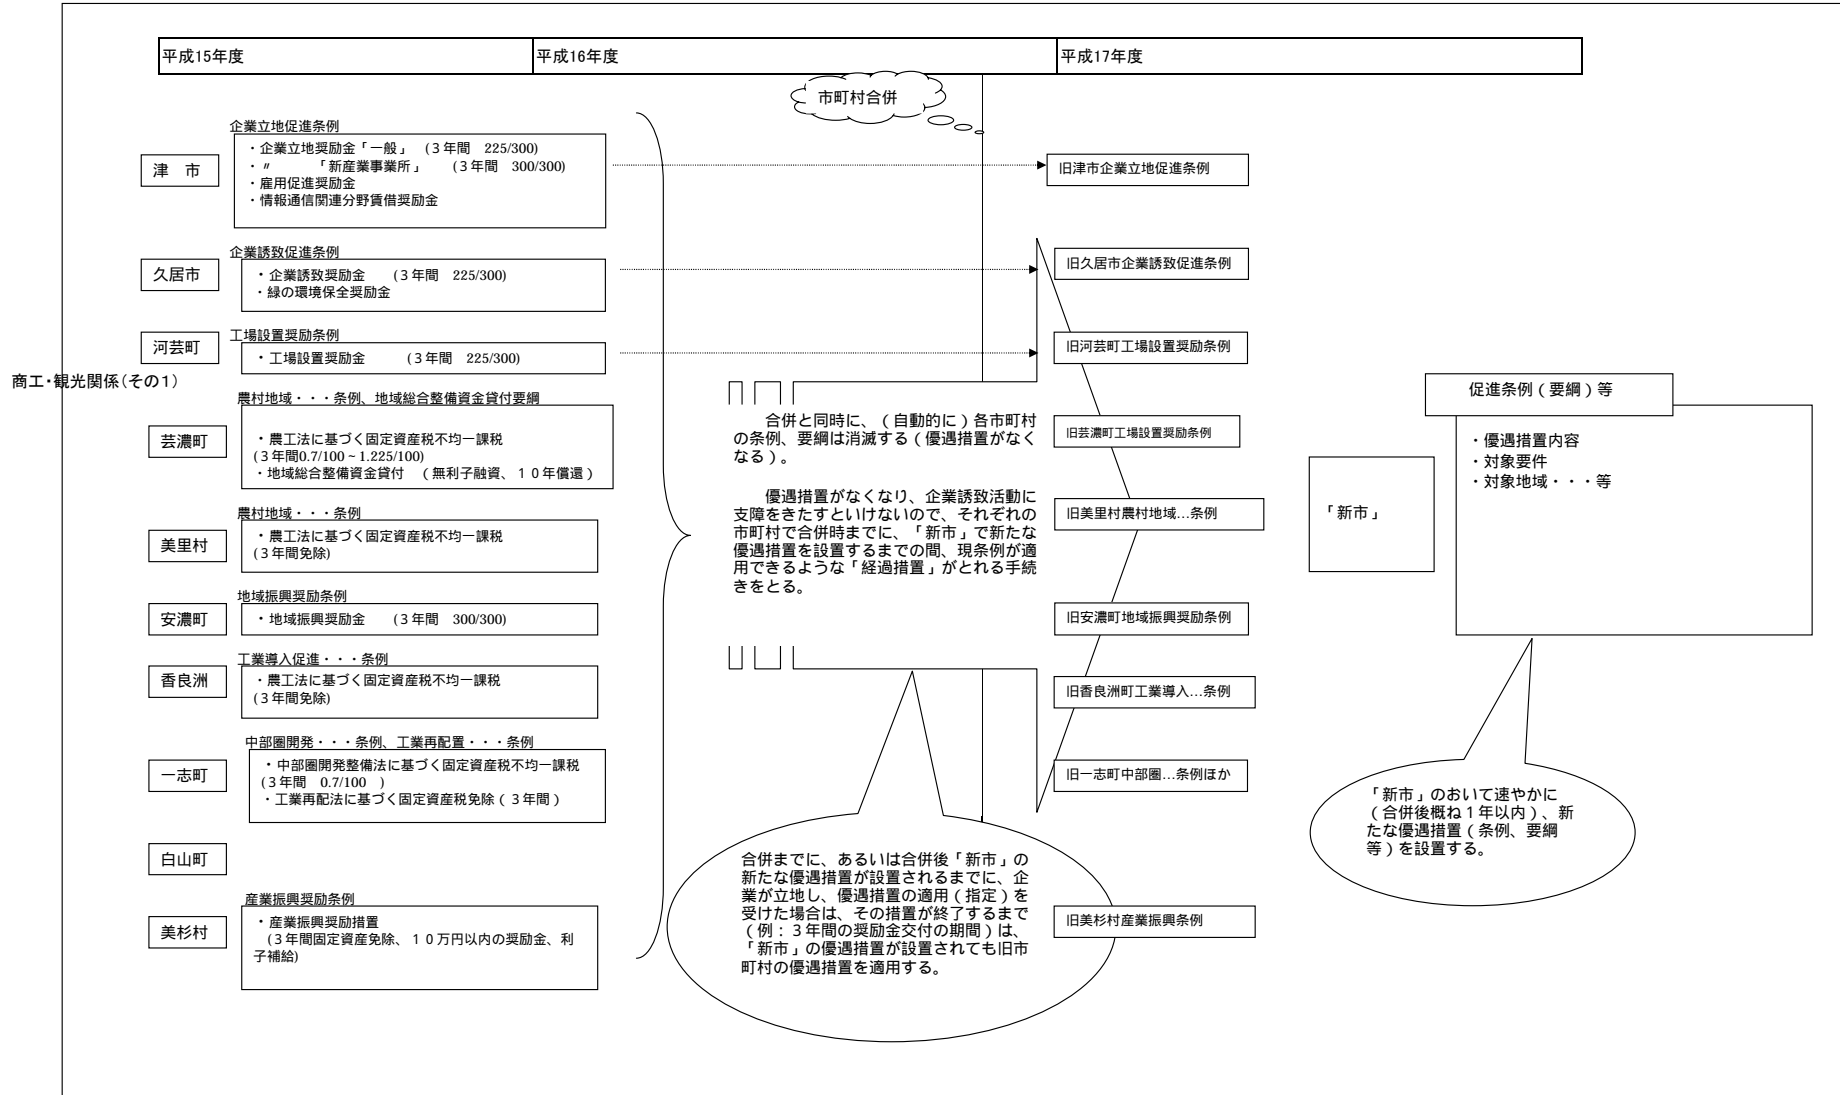 平成15年度
平成16年度
平成17年度
市町村合併
商工・観光関係(その1)
津　市
企業立地促進条例
・企業立地奨励金「一般」　(３年間　225/300)
・〃　　　「新産業事業所」　　(３年間　300/300)
・雇用促進奨励金
・情報通信関連分野賃借奨励金
旧津市企業立地促進条例
久居市
企業誘致促進条例
・企業誘致奨励金　　(３年間　225/300)
・緑の環境保全奨励金
旧久居市企業誘致促進条例
河芸町
工場設置奨励条例
・工場設置奨励金　　　(３年間　225/300)
旧河芸町工場設置奨励条例
芸濃町
農村地域・・・条例、地域総合整備資金貸付要綱
・農工法に基づく固定資産税不均一課税
(３年間0.7/100～1.225/100)
・地域総合整備資金貸付　（無利子融資、１０年償還）
旧芸濃町工場設置奨励条例
美里村
農村地域・・・条例
・農工法に基づく固定資産税不均一課税
(３年間免除)
旧美里村農村地域…条例
安濃町
地域振興奨励条例
・地域振興奨励金　　(３年間　300/300)
旧安濃町地域振興奨励条例
香良洲
工業導入促進・・・条例
・農工法に基づく固定資産税不均一課税
(３年間免除)
旧香良洲町工業導入…条例
一志町
中部圏開発・・・条例、工業再配置・・・条例
・中部圏開発整備法に基づく固定資産税不均一課税
(３年間　0.7/100　)
・工業再配法に基づく固定資産税免除（３年間）
旧一志町中部圏…条例ほか
白山町
美杉村
産業振興奨励条例
・産業振興奨励措置
(３年間固定資産免除、１０万円以内の奨励金、利
子補給)
旧美杉村産業振興条例
合併と同時に、（自動的に）各市町村
の条例、要綱は消滅する（優遇措置がなく
なる）。
優遇措置がなくなり、企業誘致活動に
支障をきたすといけないので、それぞれの
市町村で合併時までに、「新市」で新たな
優遇措置を設置するまでの間、現条例が適
用できるような「経過措置」がとれる手続
きをとる。
合併までに、あるいは合併後「新市」の
新たな優遇措置が設置されるまでに、企
業が立地し、優遇措置の適用（指定）を
受けた場合は、その措置が終了するまで
（例：３年間の奨励金交付の期間）は、
「新市」の優遇措置が設置されても旧市
町村の優遇措置を適用する。
「新市」
促進条例（要綱）等
・優遇措置内容
・対象要件
・対象地域・・・等
「新市」のおいて速やかに
（合併後概ね１年以内）、新
たな優遇措置（条例、要綱
等）を設置する。